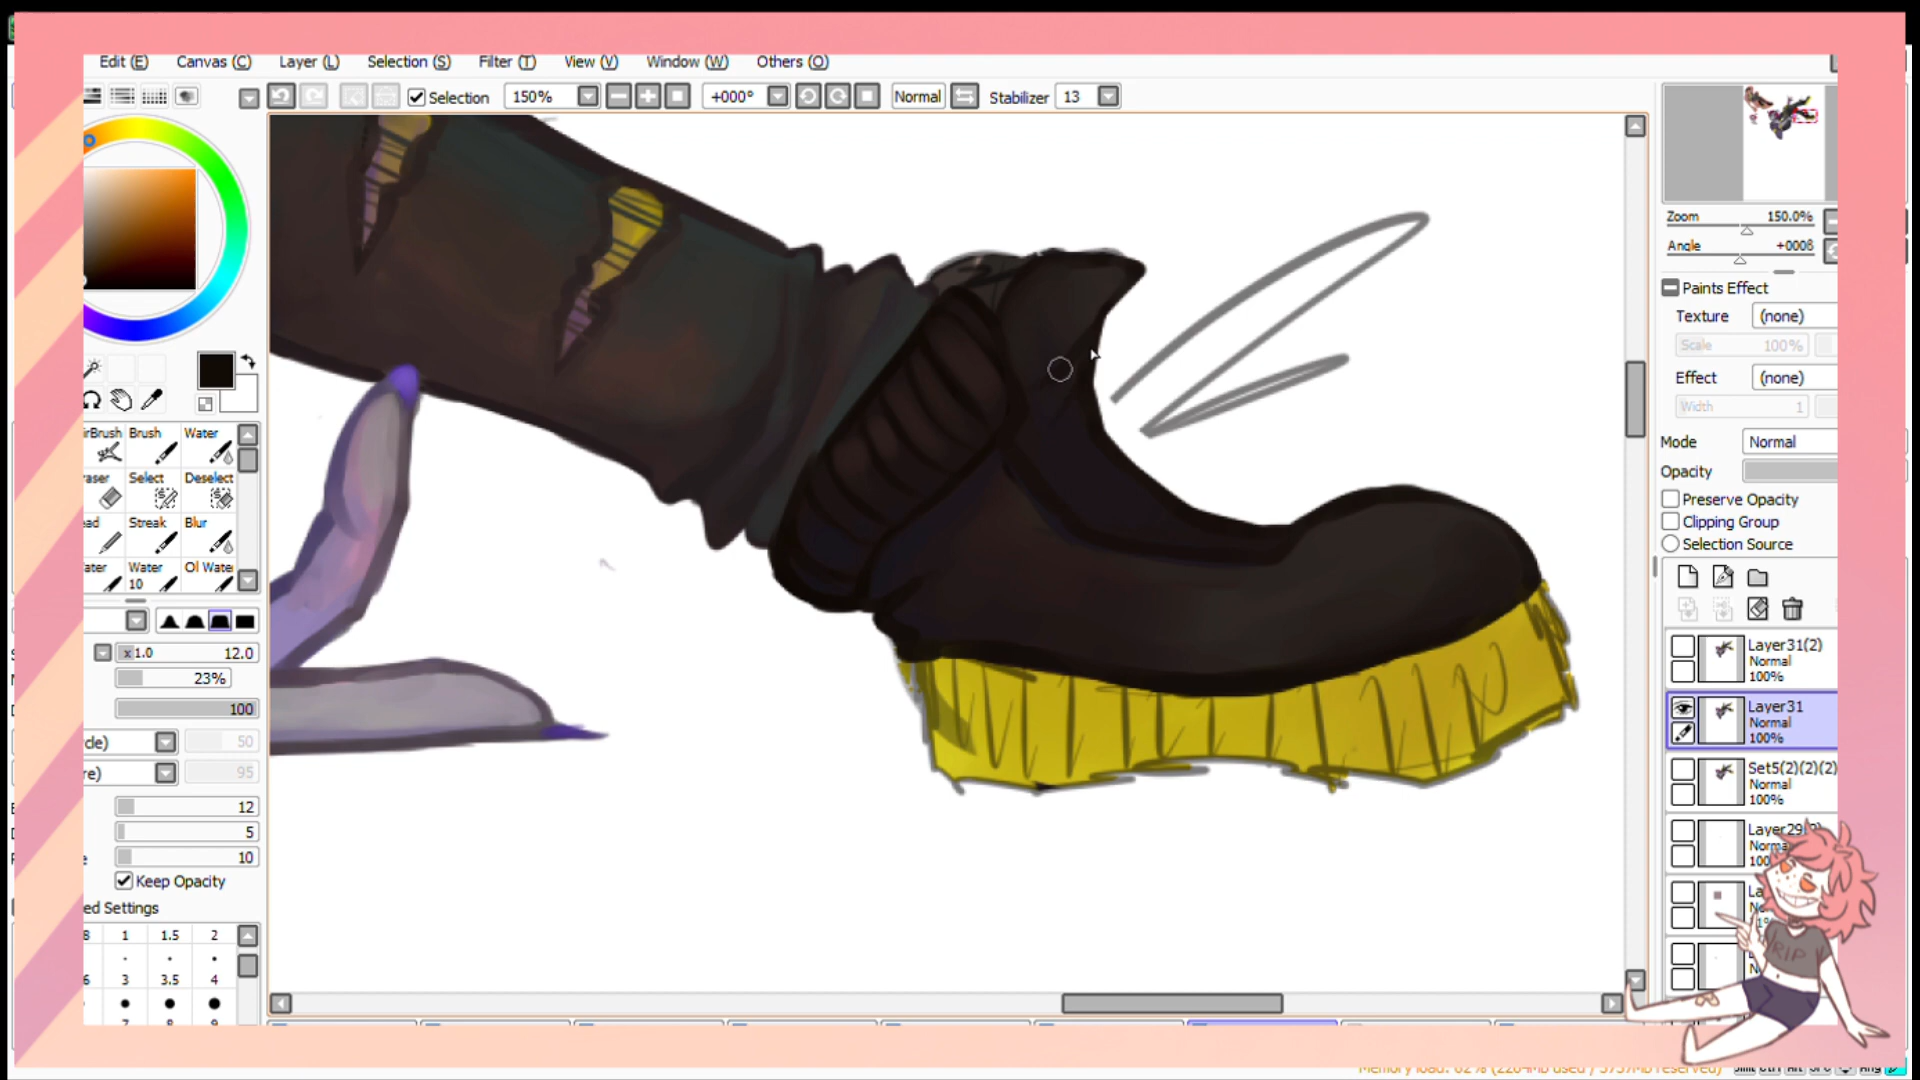 Edit (E) Canvas (C) Layer (L) Selection (S) Filter (T) View (V) Window (W) Others (O)
Selection 150% +000° Normal Stabilizer 13
Zoom 150.0%
Angle
Paints Effect
Texture (none)
Scale 100%
Effect (none)
Width 1
Mode Normal
Opacity
Preserve Opacity
Clipping Group
Selection Source
Brush Water
Select Deselect
Streak Blur
Water 10
x1.0 12.0
23%
100
50
95
12
5
10
Keep Opacity
Settings
1 1.5 2
3 3.5 4
Layer31(2)
Normal
100%
Layer31
Normal
100%
Set5(2)(2)(2)
Normal
100%
RIP